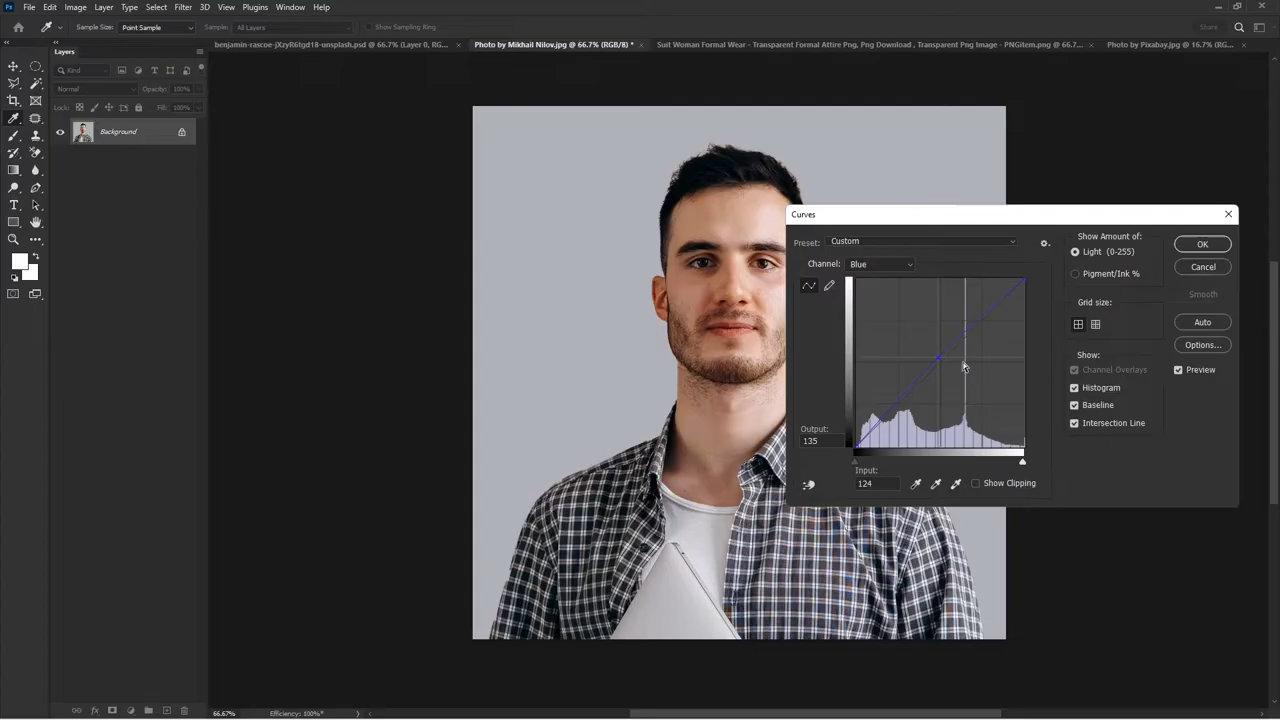 Ps File Edit Image Layer Type Select Filter 3D View Plugins Window Help
Sample Size: Point Sample Sample: All Layers Show Sampling Ring Share
benjamin-rascoe-jXzyR6tgd18-unsplash.psd @ 66.7% (Layer 0, RG... × Photo by Mikhail Nilov.jpg @ 66.7% (RGB/8) * × Suit Woman Formal Wear - Transparent Formal Attire Png, Png Download , Transparent Png Image - PNGitem.png @ 66.7... × Photo by Pixabay.jpg @ 16.7% (RG... ×
Layers
Kind
Normal Opacity: 100%
Lock: Fill: 100%
Background
Curves
Preset: Custom
Channel: Blue
Output:
135
Input:
124
Show Clipping
Show Amount of:
Light (0-255)
Pigment/Ink %
Grid size:
Show:
Channel Overlays
Histogram
Baseline
Intersection Line
OK
Cancel
Smooth
Auto
Options...
Preview
66.67% Efficiency: 100%*